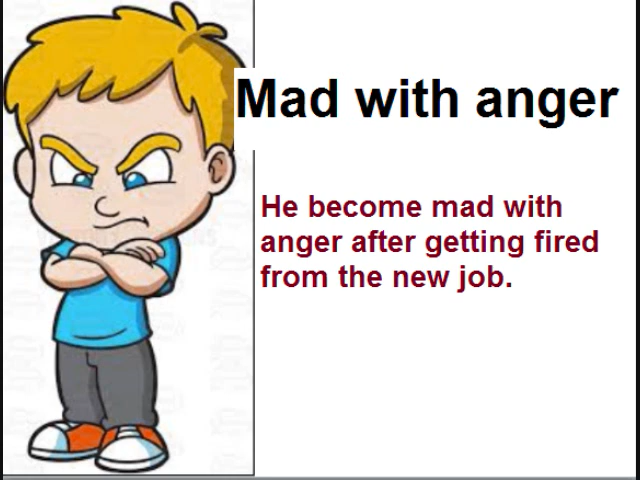 Mad with anger
He become mad with
anger after getting fired
from the new job.